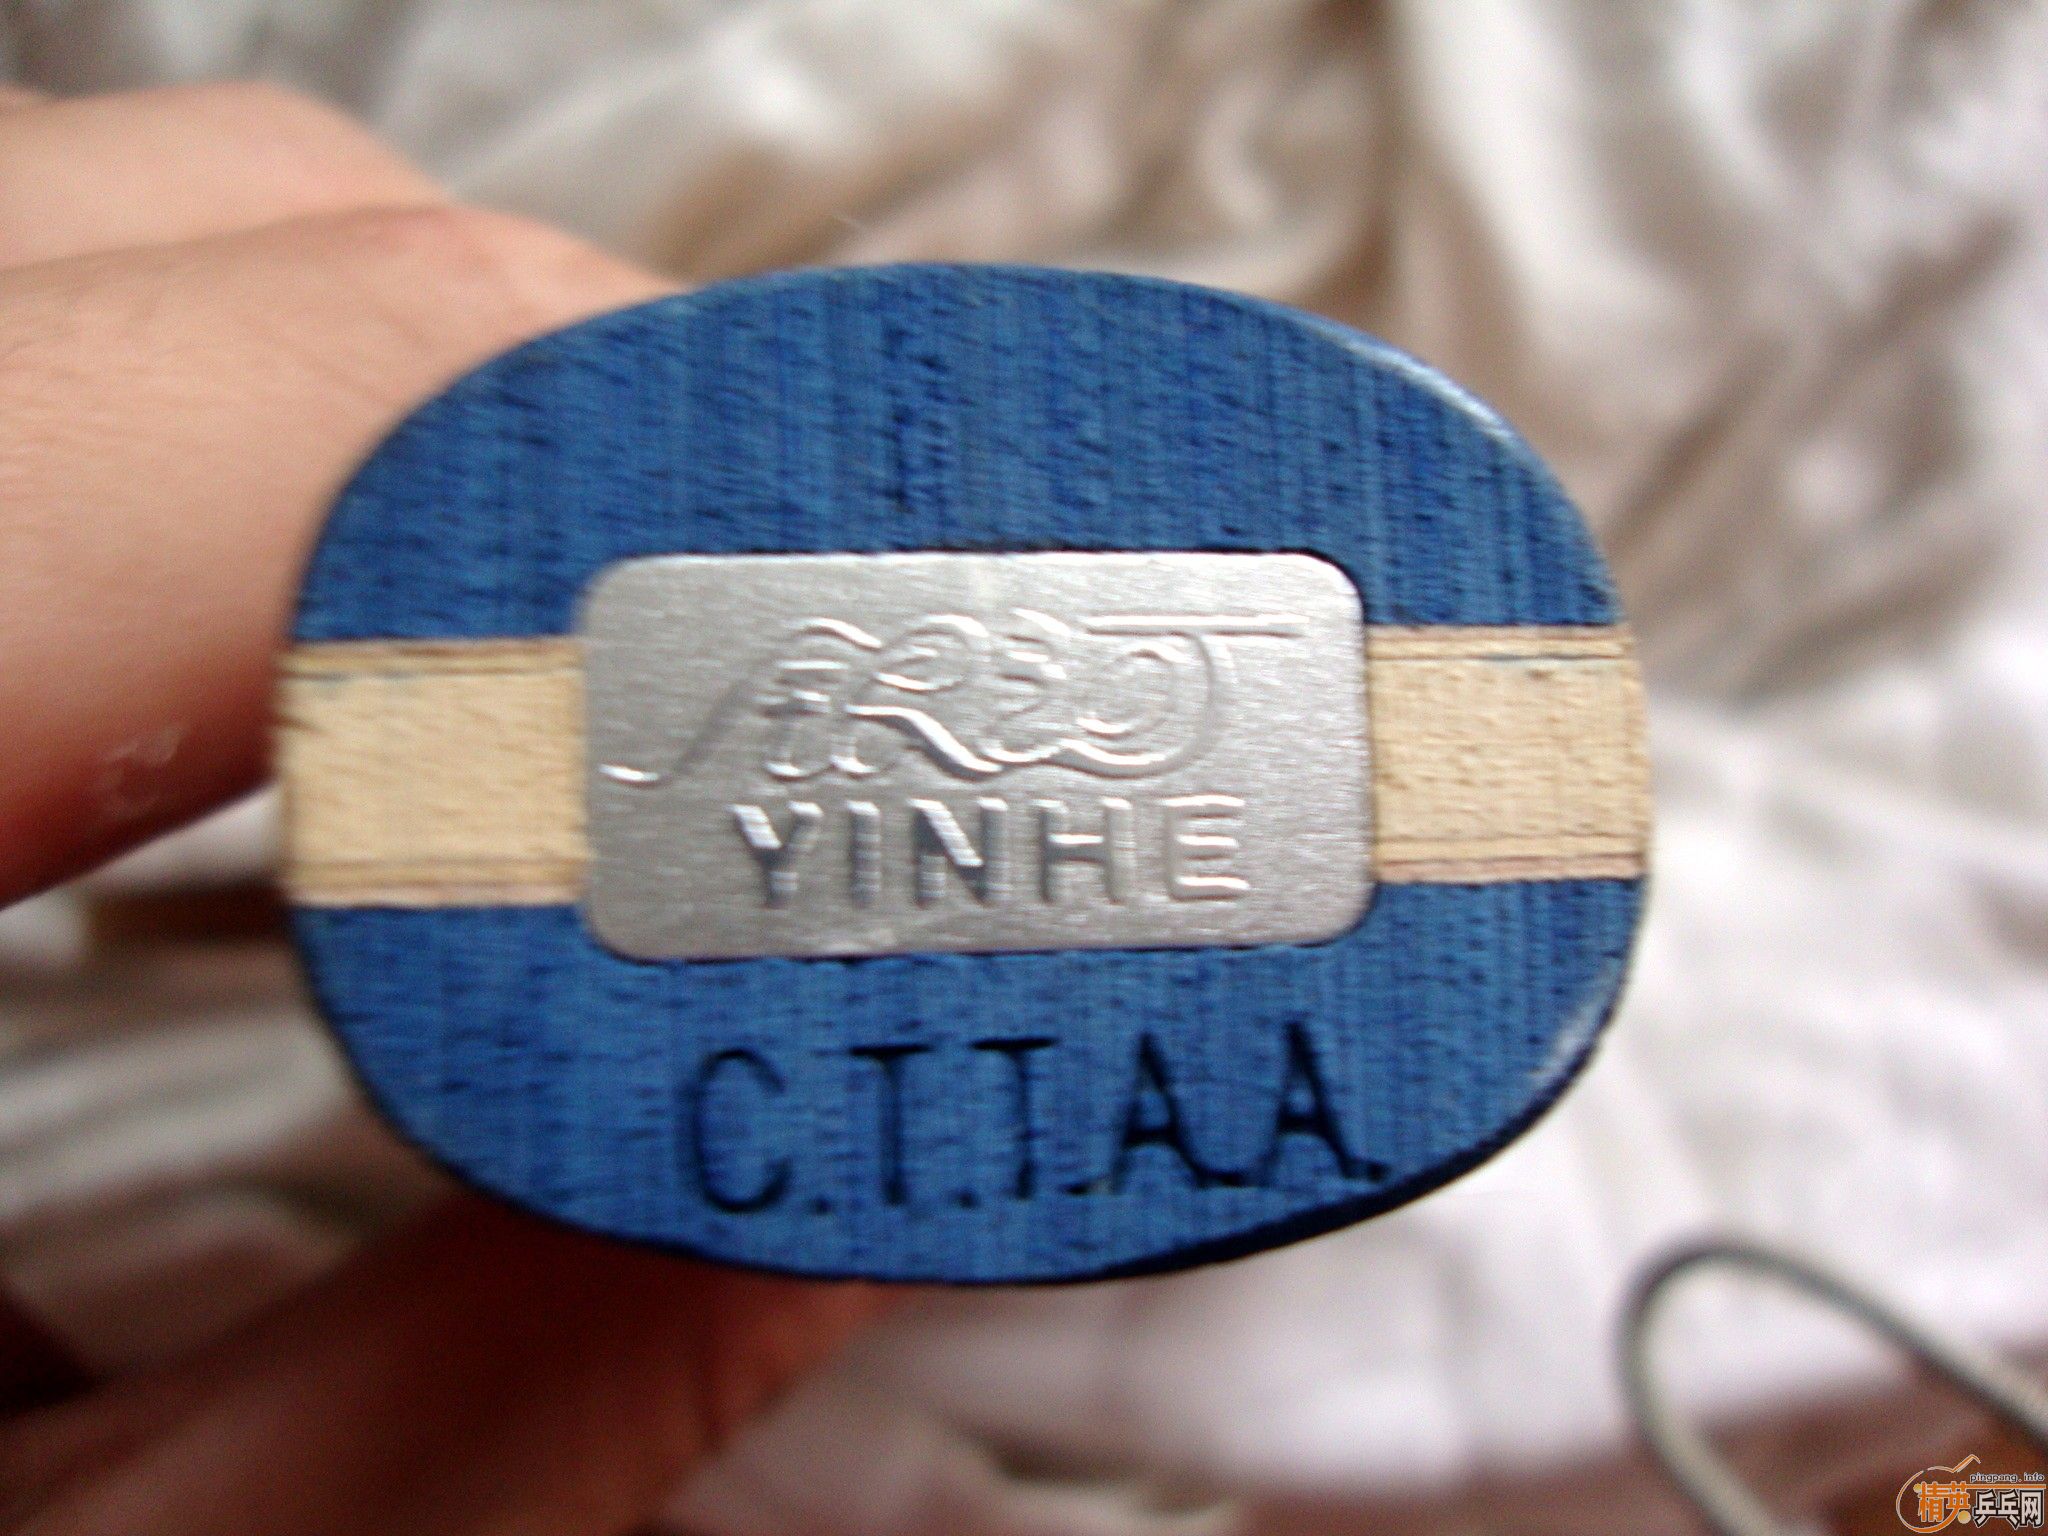 YINHE
C.T.T.A.A.
pingpang.info
精英乒乓网